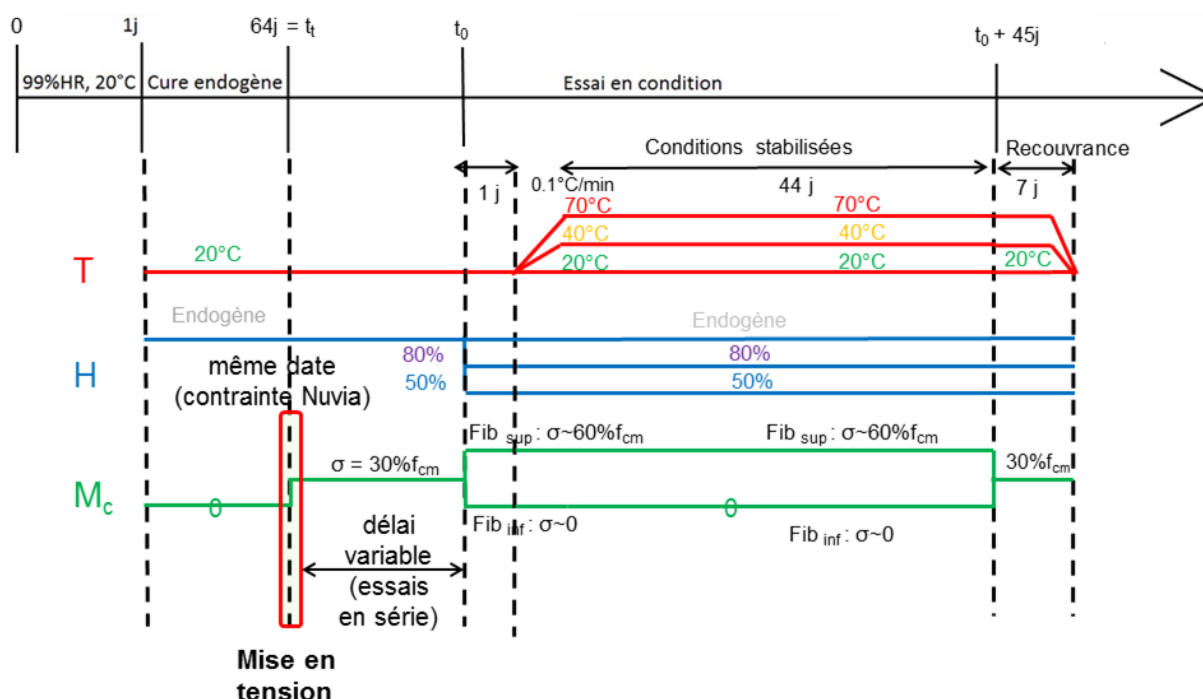 0
1j
64j = tt
t0
t0 + 45j
99%HR, 20°C
Cure endogène
Essai en condition
Conditions stabilisées
Recouvrance
1 j
0.1°C/min
44 j
7 j
70°C
70°C
40°C
40°C
T
20°C
20°C
20°C
20°C
Endogène
Endogène
H
80%
80%
50%
50%
même date
(contrainte Nuvia)
Fib sup : σ~60%fcm
Fib sup : σ~60%fcm
σ = 30%fcm
30%fcm
Mc
0
0
Fib inf : σ~0
Fib inf : σ~0
délai
variable
(essais
en série)
Mise en
tension